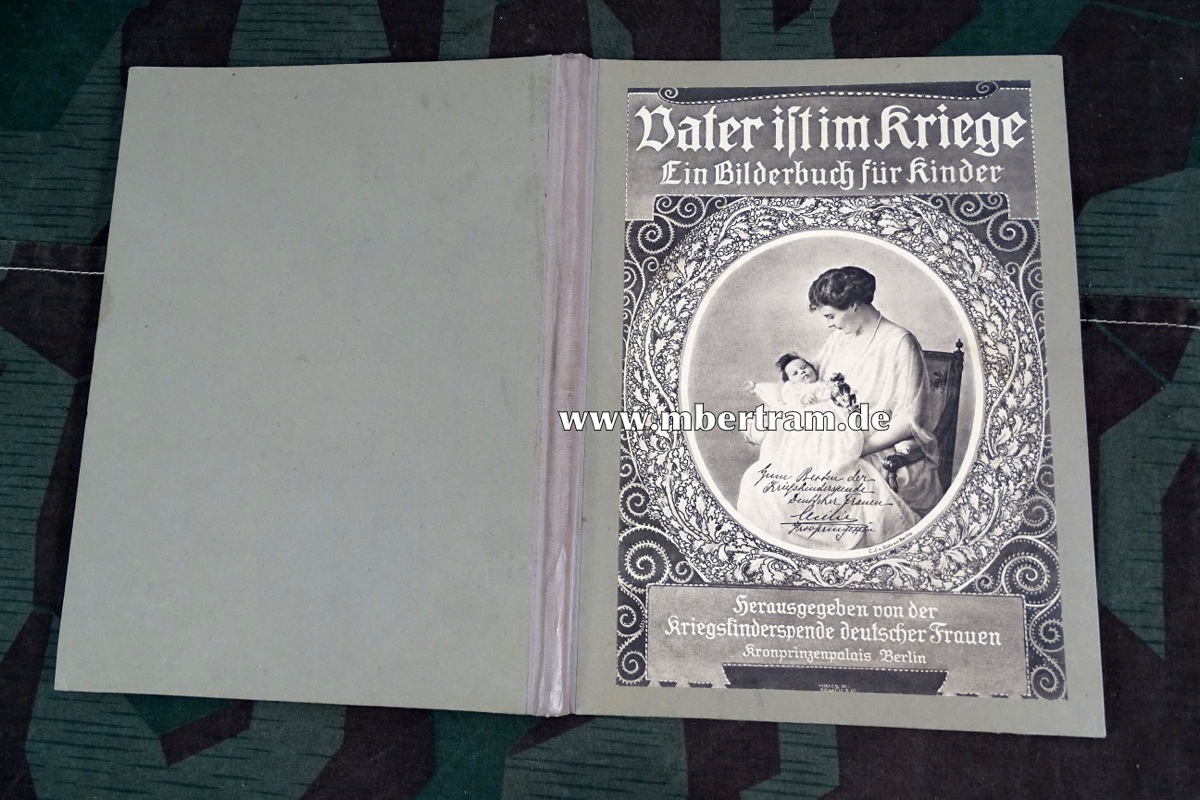 Vater ist im Kriege
Ein Bilderbuch für Kinder
www.mbertram.de
Zum Besten der
Kriegskinderspende
deutscher Frauen
Cecilie
Kronprinzessin
Herausgegeben von der
Kriegskinderspende deutscher Frauen
Kronprinzenpalais Berlin